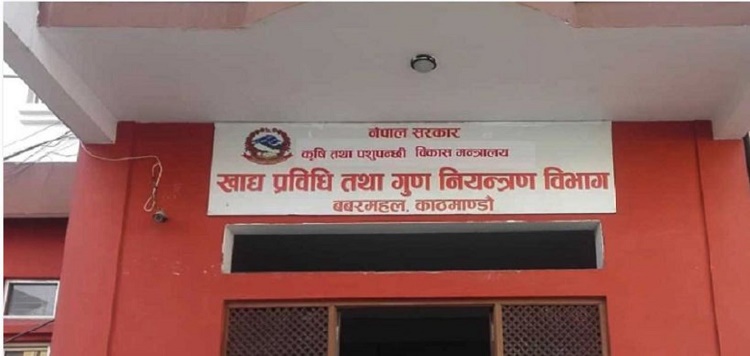 नेपाल सरकार
कृषि तथा पशुपन्छी विकास मन्त्रालय
खाद्य प्रविधि तथा गुण नियन्त्रण विभाग
बबरमहल, काठमाण्डौ